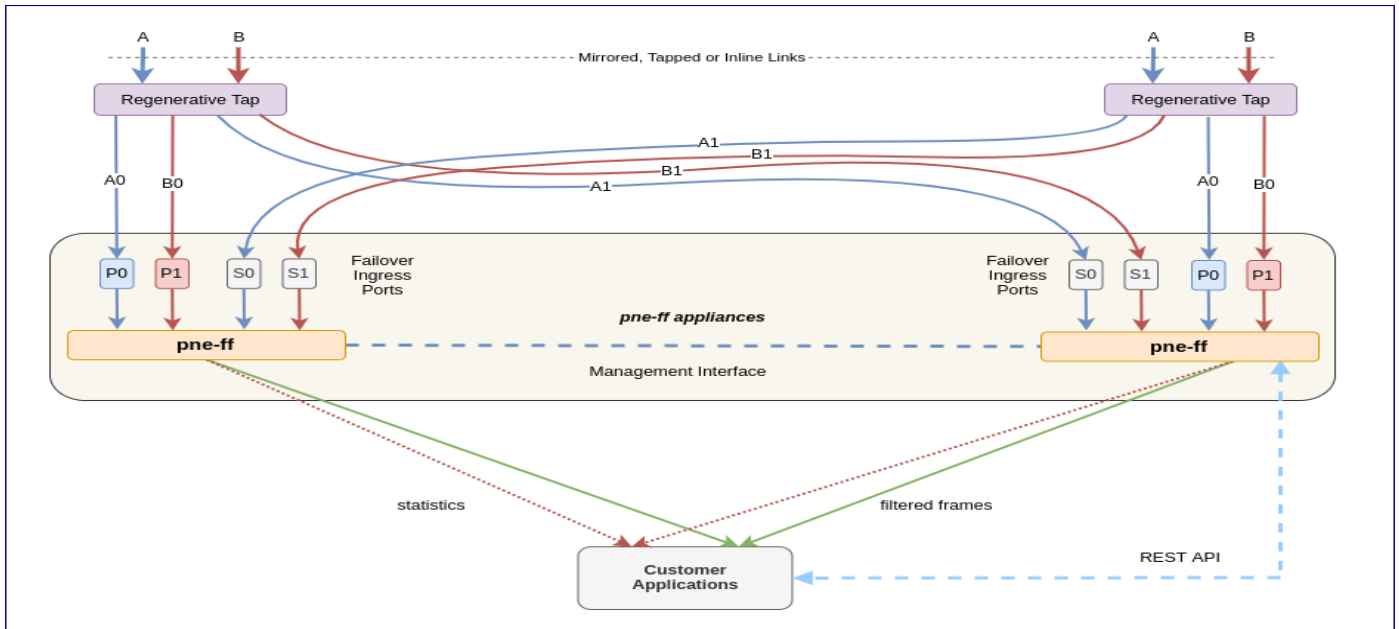 A
B
A
B
Mirrored, Tapped or Inline Links
Regenerative Tap
Regenerative Tap
A1
B1
B1
A1
A0
B0
A0
B0
P0
P1
S0
S1
Failover
Ingress
Ports
Failover
Ingress
Ports
S0
S1
P0
P1
pne-ff appliances
pne-ff
pne-ff
Management Interface
statistics
filtered frames
REST API
Customer
Applications